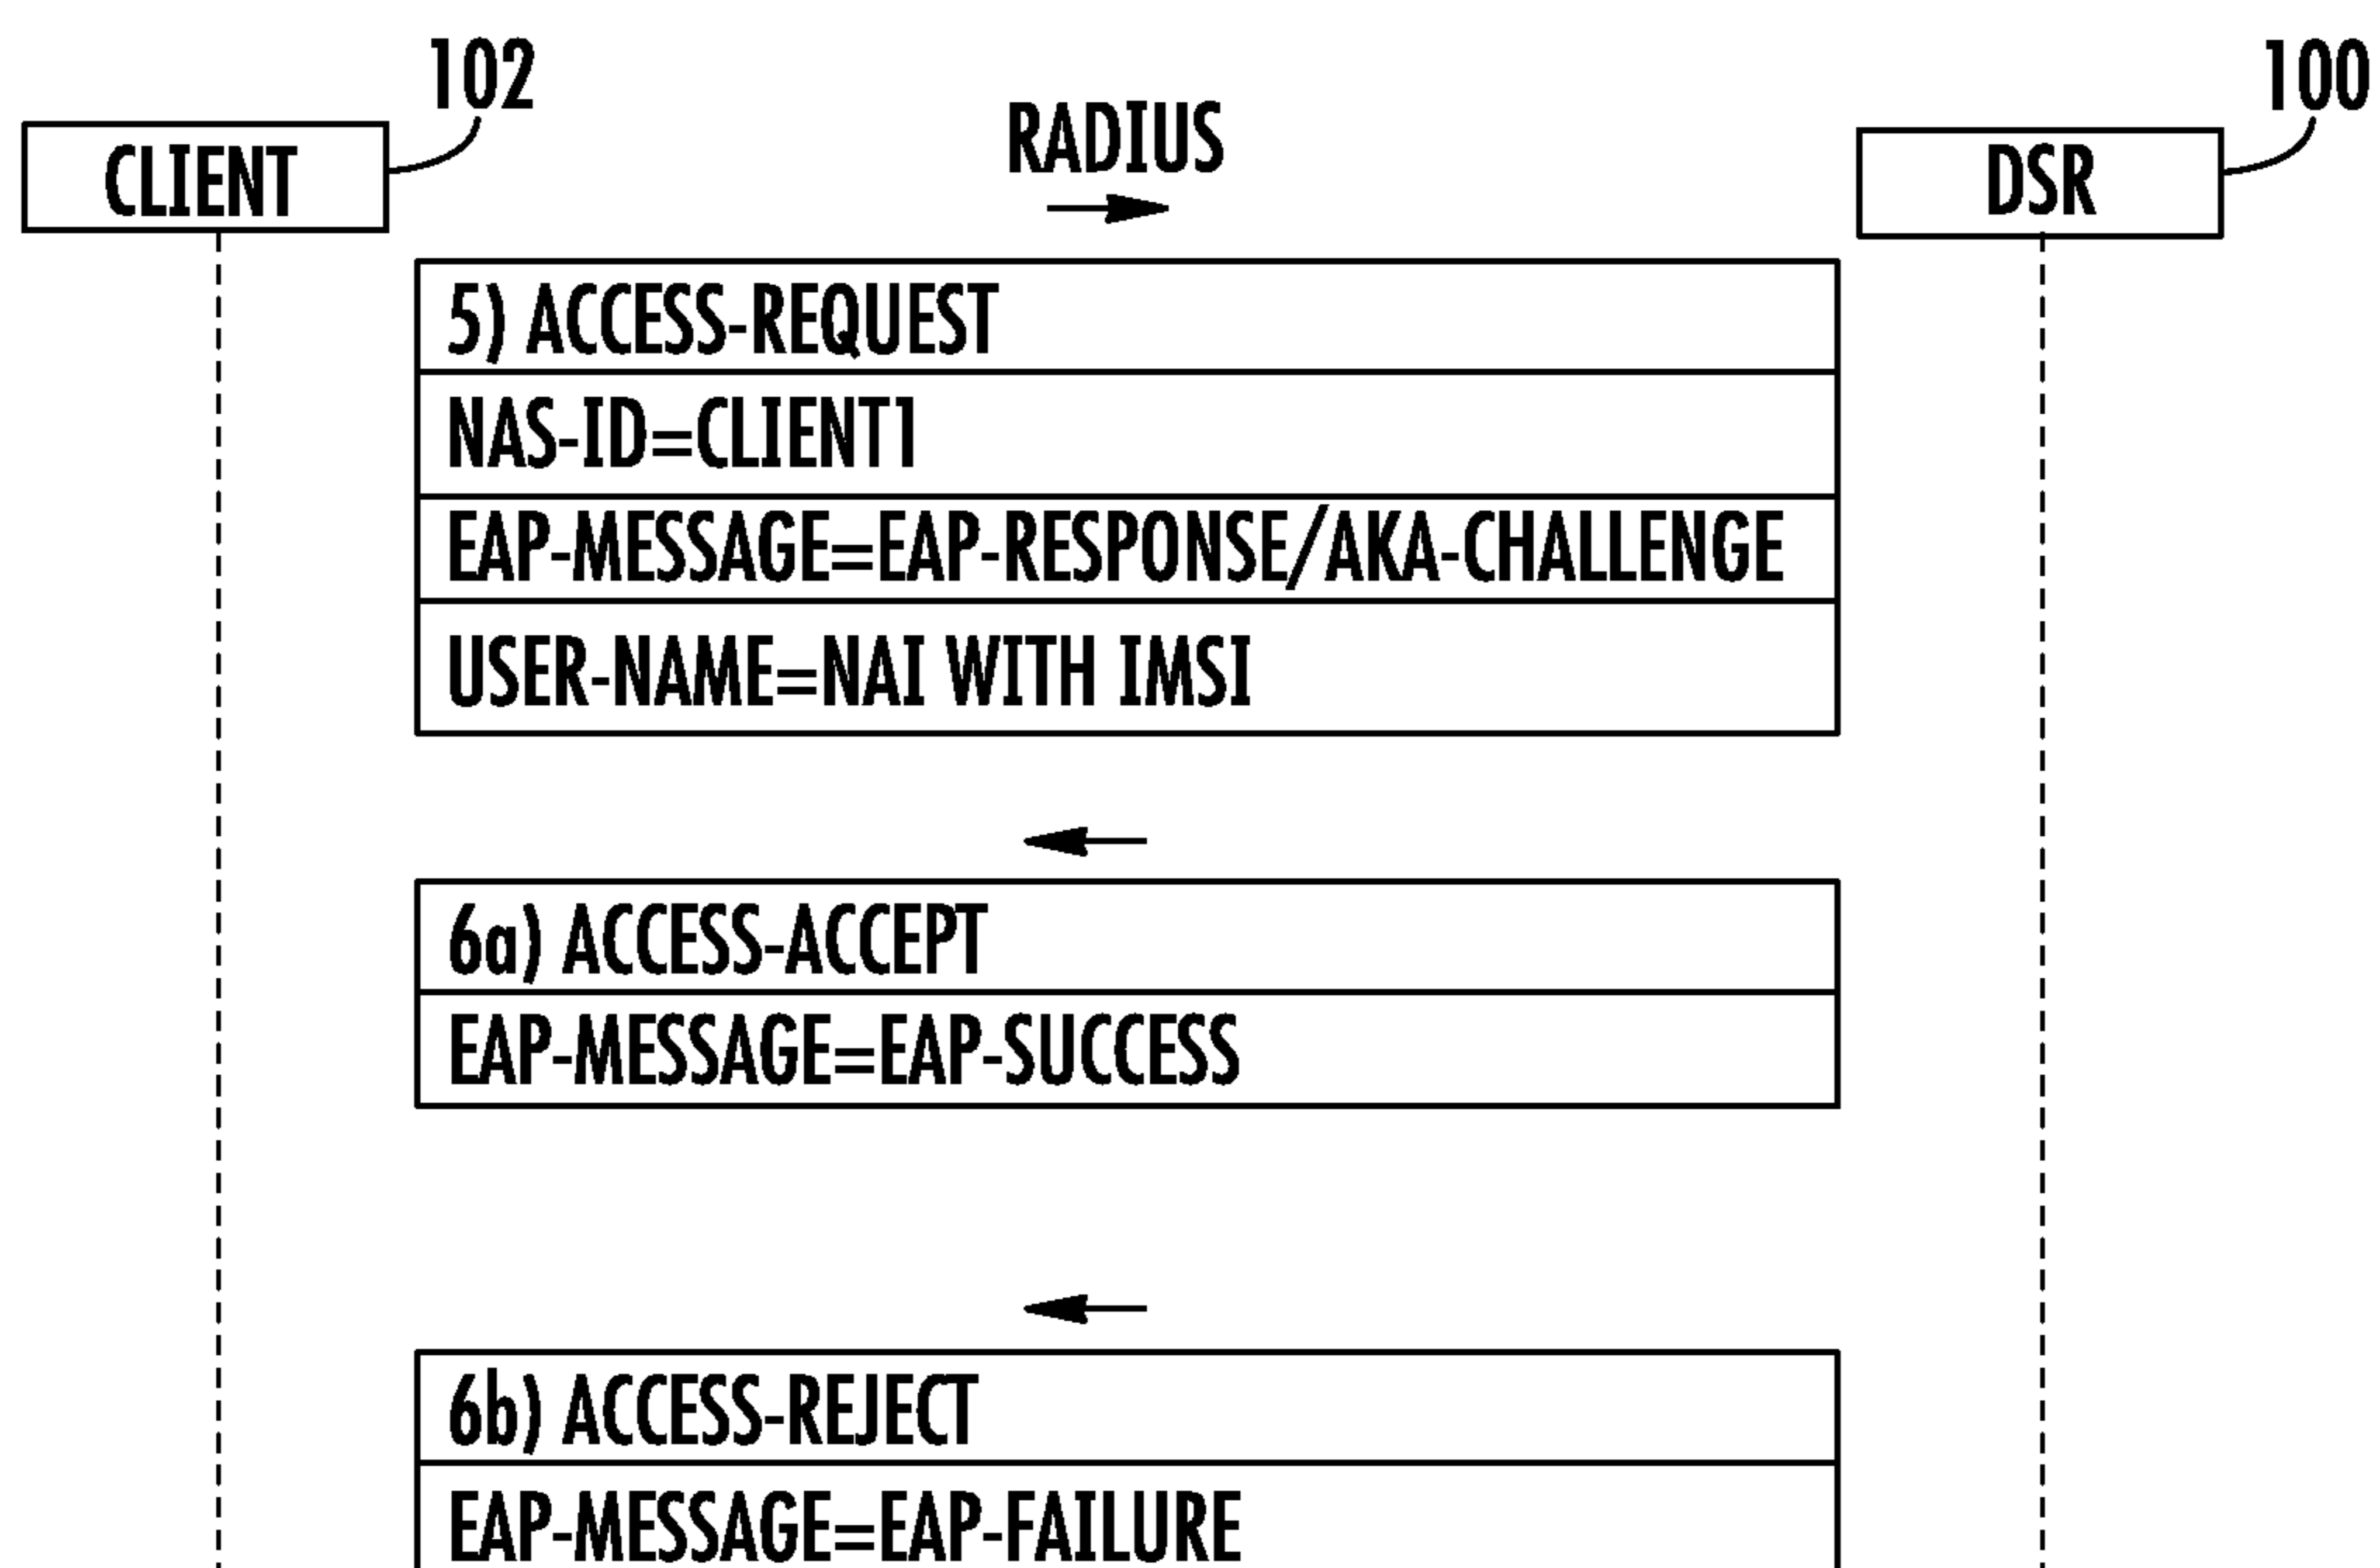 102
100
CLIENT
RADIUS
DSR
5) ACCESS-REQUEST
NAS-ID=CLIENT1
EAP-MESSAGE=EAP-RESPONSE/AKA-CHALLENGE
USER-NAME=NAI WITH IMSI
6a) ACCESS-ACCEPT
EAP-MESSAGE=EAP-SUCCESS
6b) ACCESS-REJECT
EAP-MESSAGE=EAP-FAILURE